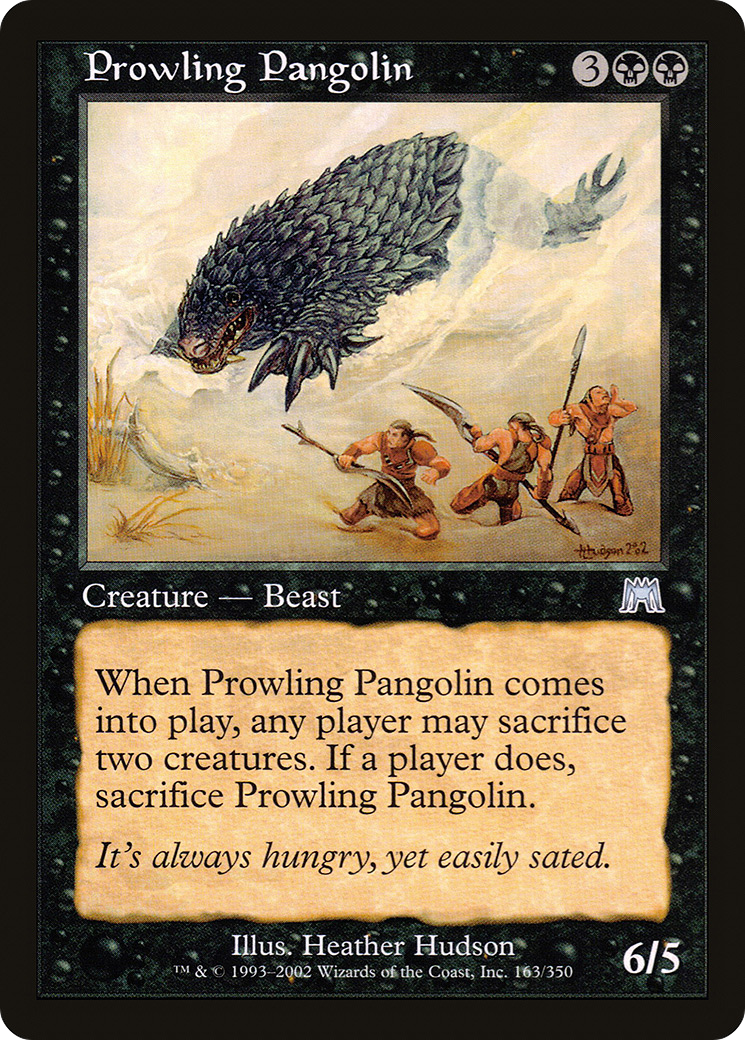 Prowling Pangolin 3
Hudson 2002
Creature — Beast
When Prowling Pangolin comes
into play, any player may sacrifice
two creatures. If a player does,
sacrifice Prowling Pangolin.
It's always hungry, yet easily sated.
Illus. Heather Hudson
™ & © 1993–2002 Wizards of the Coast, Inc. 163/350
6/5